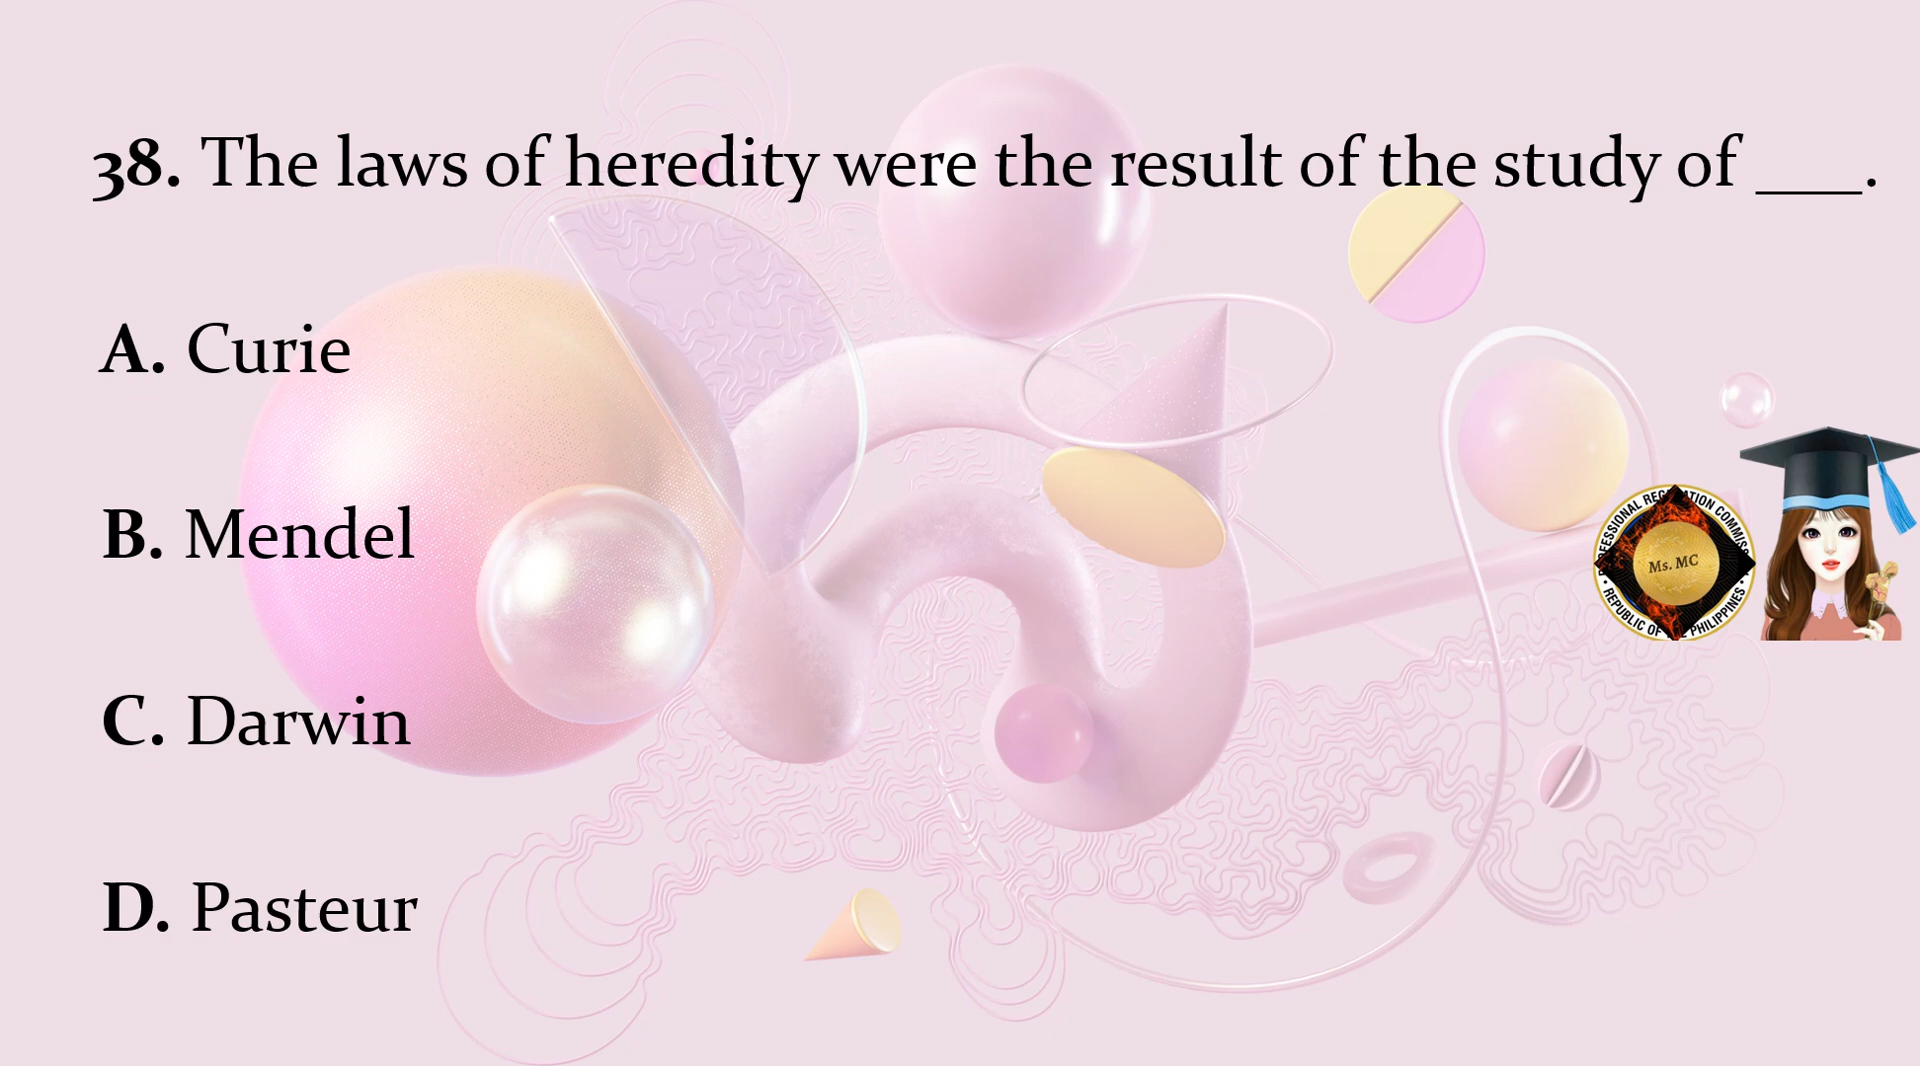 38. The laws of heredity were the result of the study of ____.
A. Curie
B. Mendel
C. Darwin
D. Pasteur
Ms. MC
REPUBLIC OF PHILIPPINES